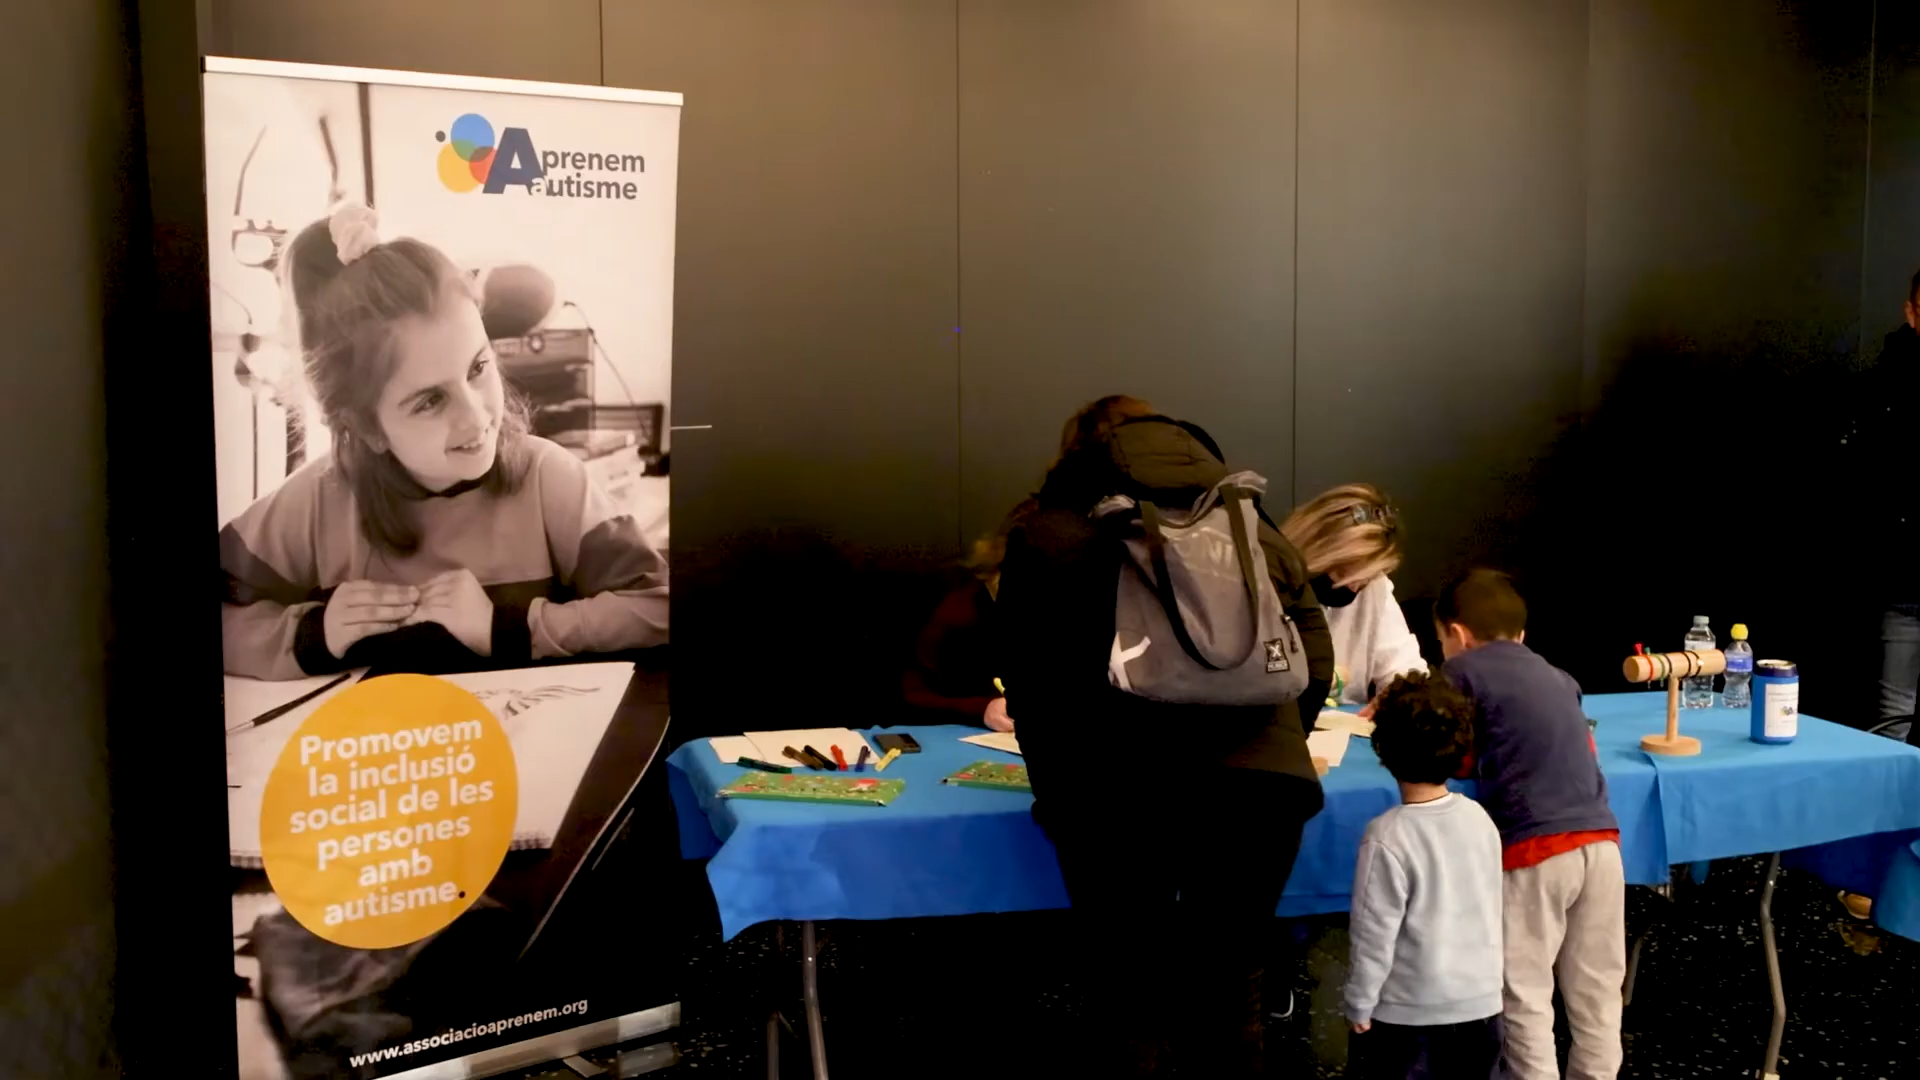 Aprenem
autisme
Promovem
la inclusió
social de les
persones
amb
autisme.
www.associacioaprenem.org